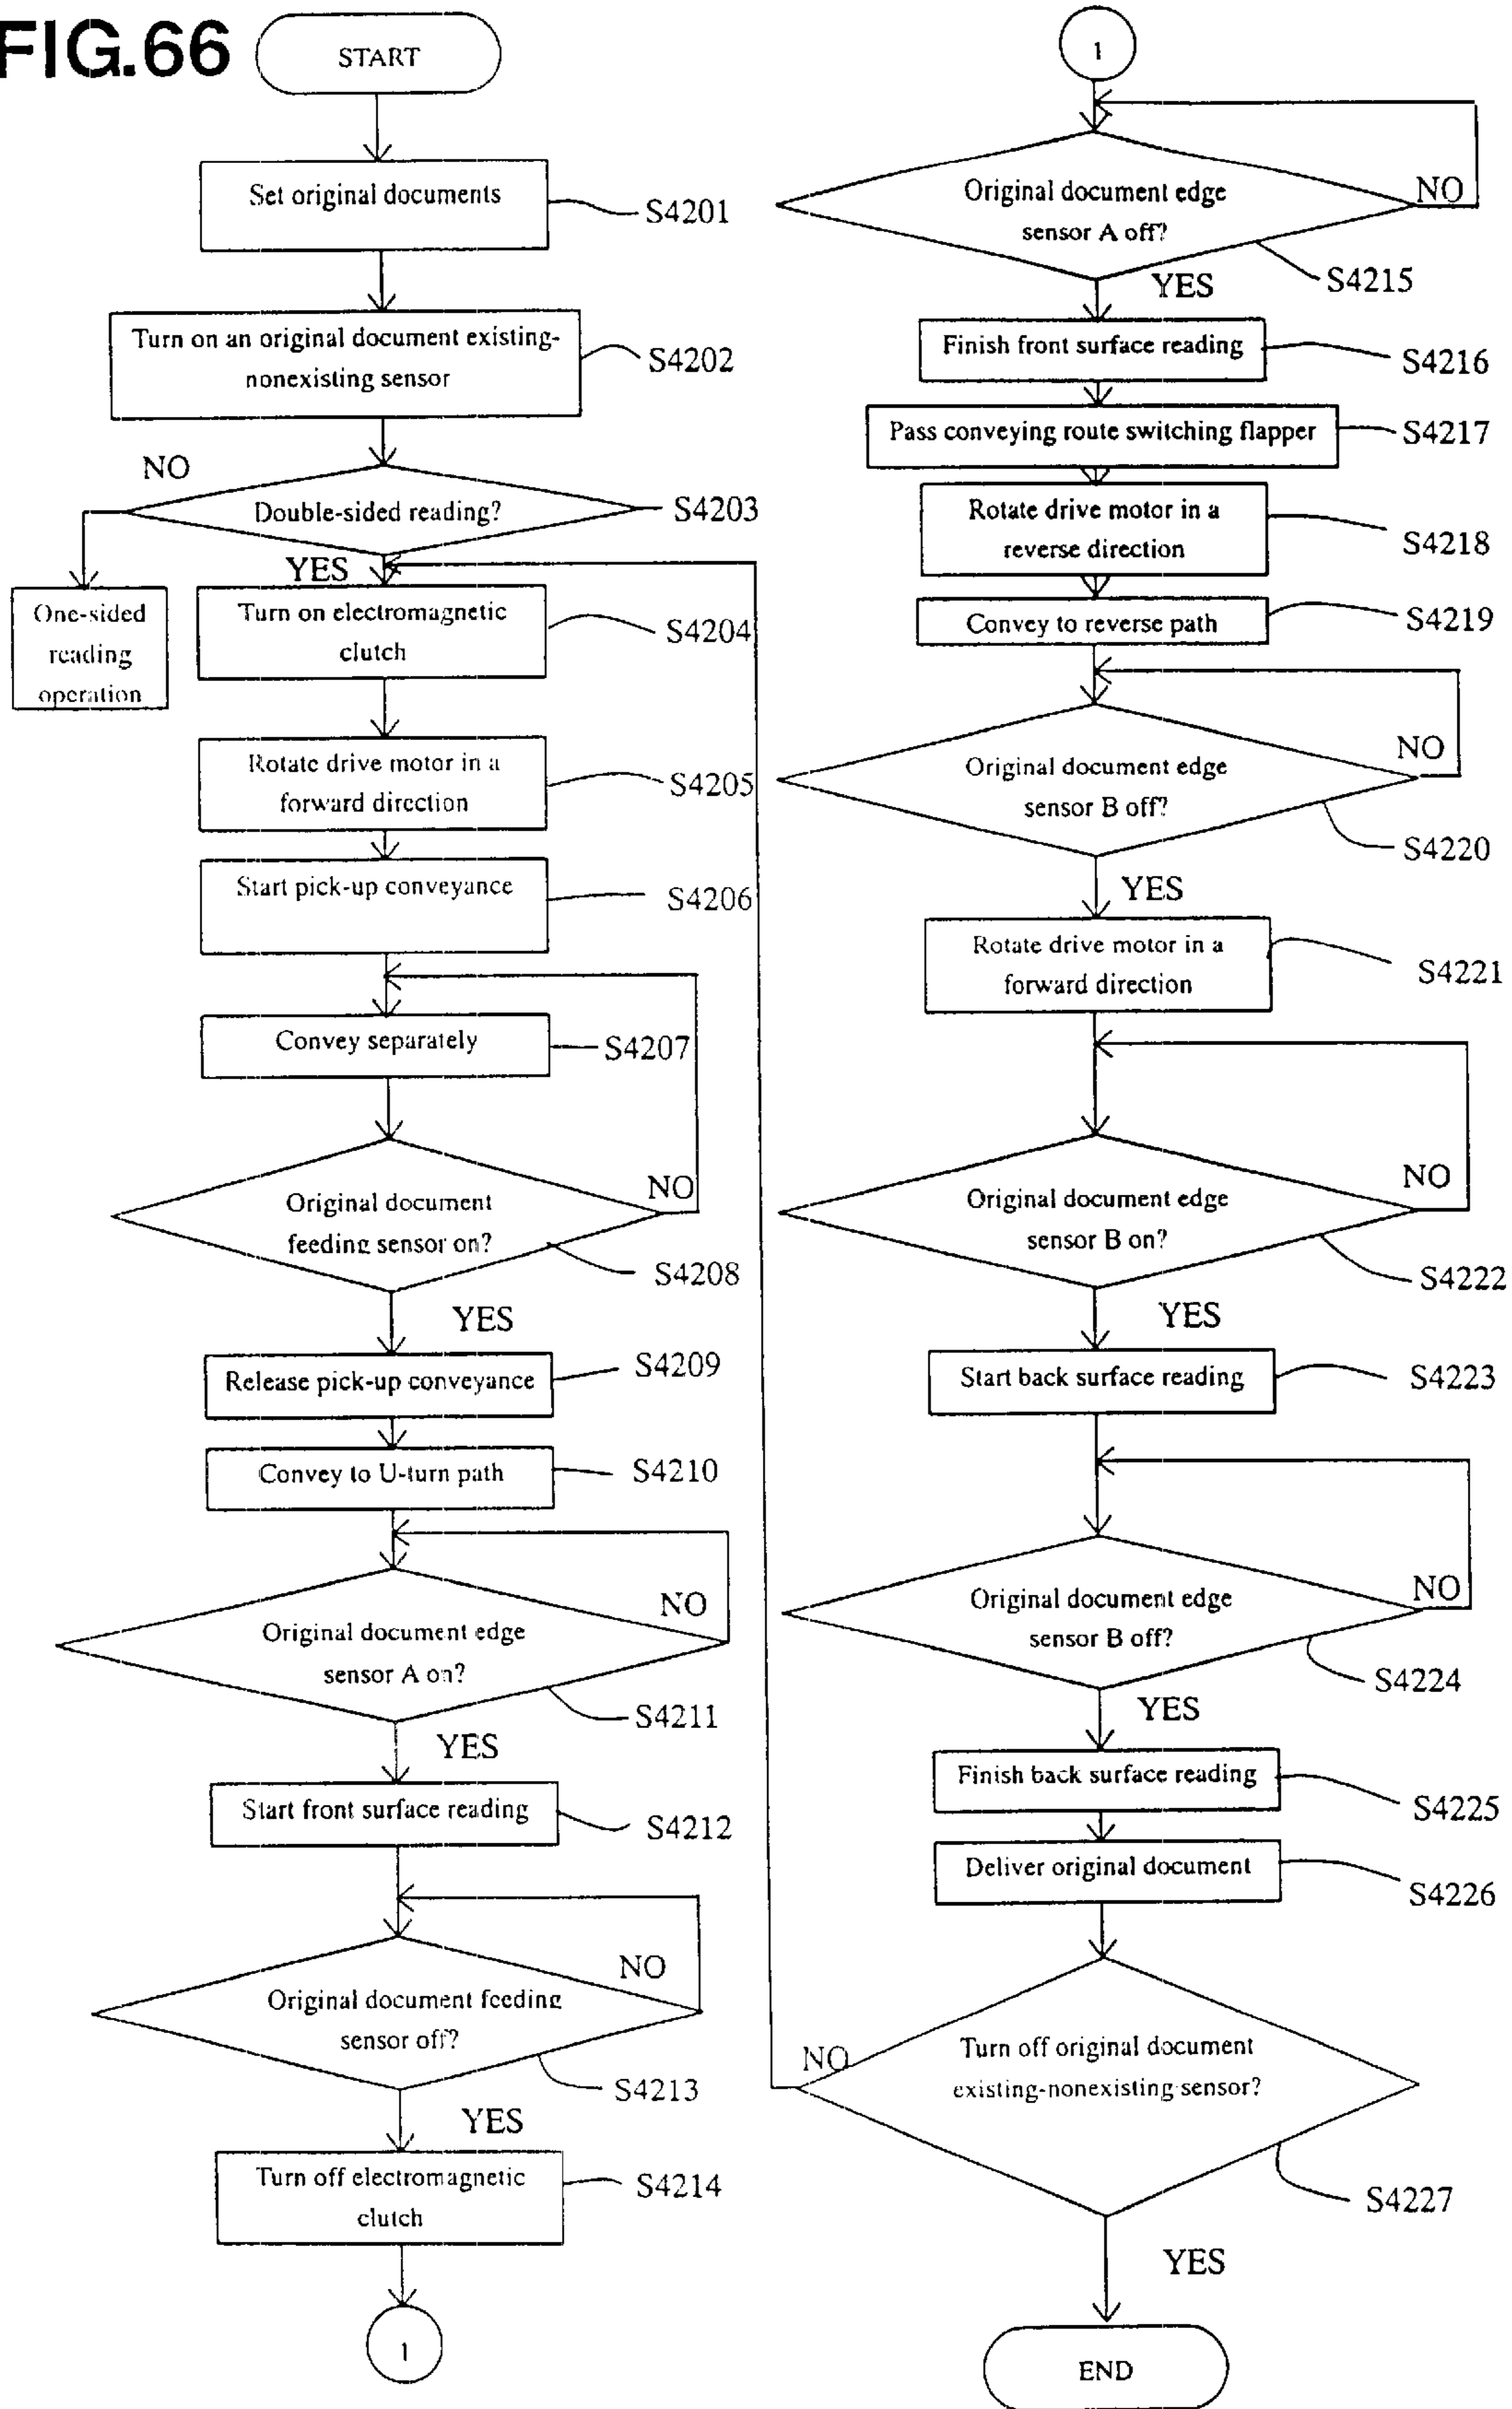 FIG.66
START
Set original documents
S4201
Turn on an original document existing-
nonexisting sensor
S4202
NO
Double-sided reading?
S4203
YES
One-sided
reading
operation
Turn on electromagnetic
clutch
S4204
Rotate drive motor in a
forward direction
S4205
Start pick-up conveyance
S4206
Convey separately
S4207
NO
Original document
feeding sensor on?
S4208
YES
Release pick-up conveyance
S4209
Convey to U-turn path
S4210
NO
Original document edge
sensor A on?
S4211
YES
Start front surface reading
S4212
NO
Original document feeding
sensor off?
S4213
YES
Turn off electromagnetic
clutch
S4214
1
1
Original document edge
sensor A off?
NO
S4215
YES
Finish front surface reading
S4216
Pass conveying route switching flapper
S4217
Rotate drive motor in a
reverse direction
S4218
Convey to reverse path
S4219
NO
Original document edge
sensor B off?
S4220
YES
Rotate drive motor in a
forward direction
S4221
NO
Original document edge
sensor B on?
S4222
YES
Start back surface reading
S4223
NO
Original document edge
sensor B off?
S4224
YES
Finish back surface reading
S4225
Deliver original document
S4226
NO
Turn off original document
existing-nonexisting sensor?
S4227
YES
END